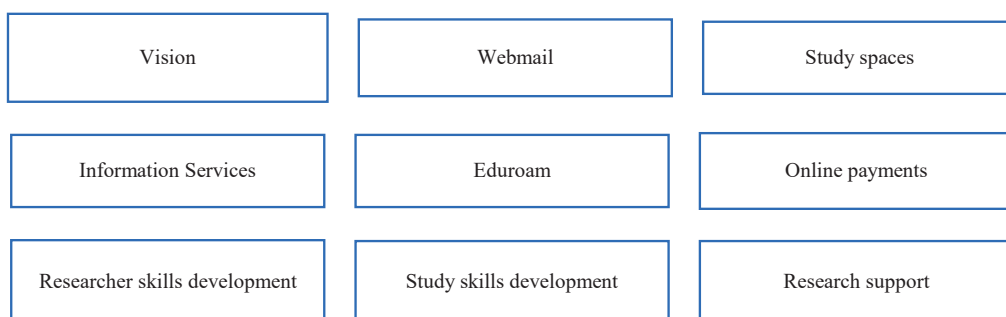 Vision
Webmail
Study spaces
Information Services
Eduroam
Online payments
Researcher skills development
Study skills development
Research support